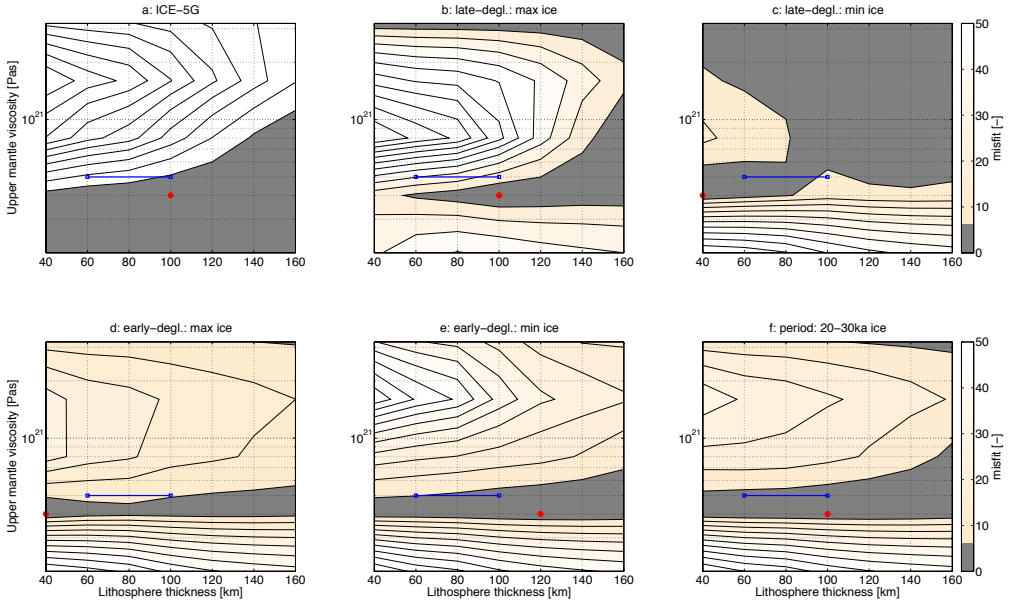 a: ICE−5G
b: late−degl.: max ice
c: late−degl.: min ice
Upper mantle viscosity [Pas]
10^21
10^21
10^21
40 60 80 100 120 140 160
40 60 80 100 120 140 160
40 60 80 100 120 140 160
50
40
30
20
10
0
misfit [−]
d: early−degl.: max ice
e: early−degl.: min ice
f: period: 20−30ka ice
Upper mantle viscosity [Pas]
10^21
10^21
10^21
40 60 80 100 120 140 160
40 60 80 100 120 140 160
40 60 80 100 120 140 160
Lithosphere thickness [km]
Lithosphere thickness [km]
Lithosphere thickness [km]
50
40
30
20
10
0
misfit [−]